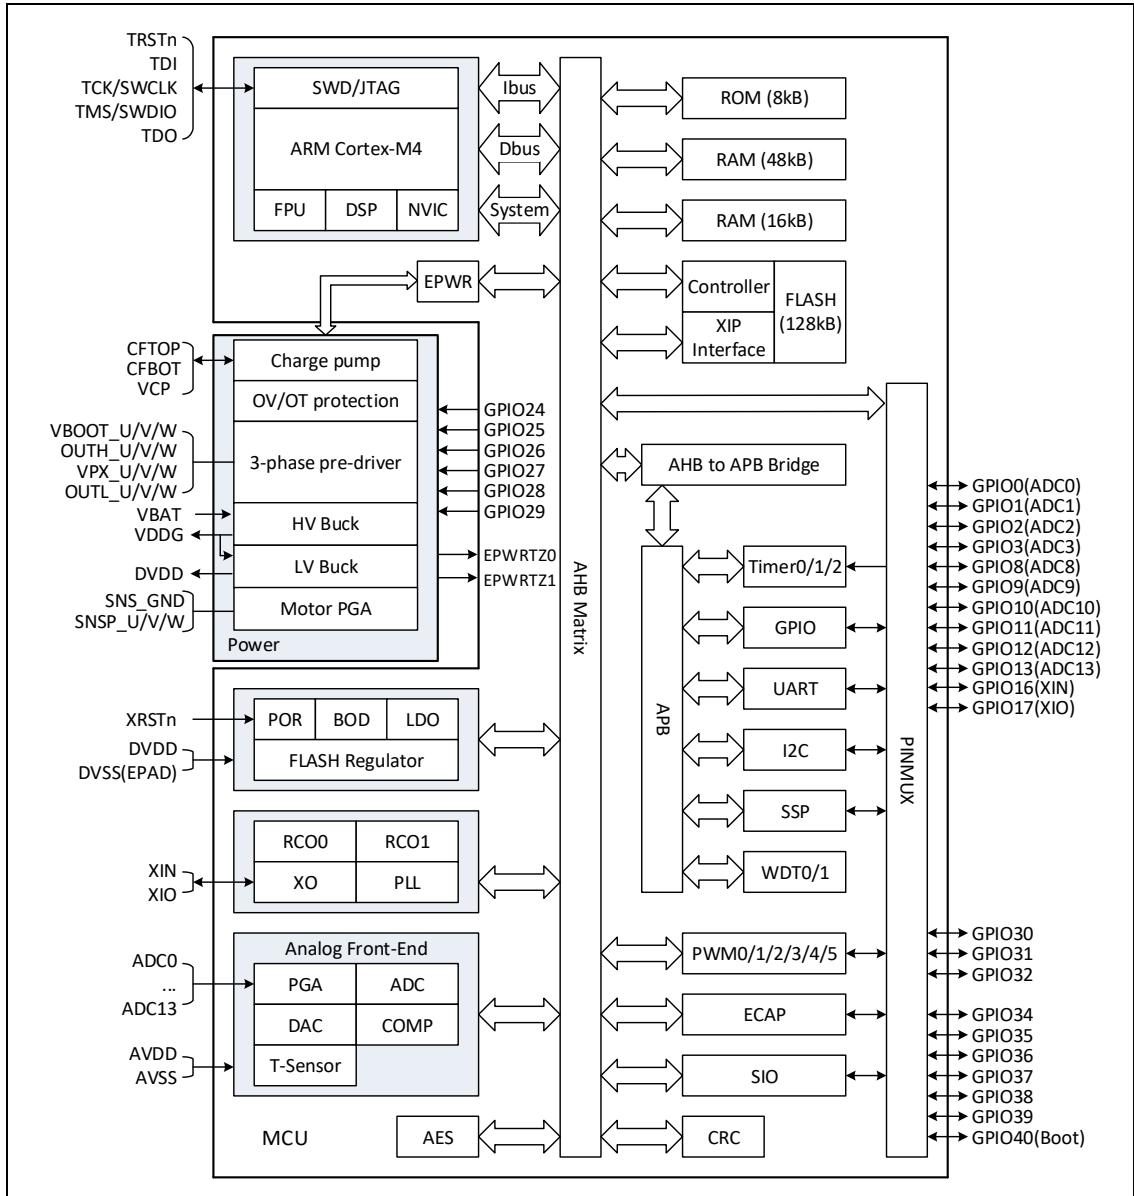 TRSTn
TDI
TCK/SWCLK
TMS/SWDIO
TDO
SWD/JTAG
ARM Cortex-M4
FPU
DSP
NVIC
Ibus
Dbus
System
EPWR
CFTOP
CFBOT
VCP
VBOOT_U/V/W
OUTH_U/V/W
VPX_U/V/W
OUTL_U/V/W
VBAT
VDDG
DVDD
SNS_GND
SNSP_U/V/W
Charge pump
OV/OT protection
3-phase pre-driver
HV Buck
LV Buck
Motor PGA
Power
GPIO24
GPIO25
GPIO26
GPIO27
GPIO28
GPIO29
EPWRTZ0
EPWRTZ1
XRSTn
DVDD
DVSS(EPAD)
POR
BOD
LDO
FLASH Regulator
XIN
XIO
RCO0
RCO1
XO
PLL
ADC0
...
ADC13
AVDD
AVSS
Analog Front-End
PGA
ADC
DAC
COMP
T-Sensor
MCU
AES
AHB Matrix
ROM (8kB)
RAM (48kB)
RAM (16kB)
Controller
XIP
Interface
FLASH
(128kB)
AHB to APB Bridge
APB
Timer0/1/2
GPIO
UART
I2C
SSP
WDT0/1
PWM0/1/2/3/4/5
ECAP
SIO
CRC
PINMUX
GPIO0(ADC0)
GPIO1(ADC1)
GPIO2(ADC2)
GPIO3(ADC3)
GPIO8(ADC8)
GPIO9(ADC9)
GPIO10(ADC10)
GPIO11(ADC11)
GPIO12(ADC12)
GPIO13(ADC13)
GPIO16(XIN)
GPIO17(XIO)
GPIO30
GPIO31
GPIO32
GPIO34
GPIO35
GPIO36
GPIO37
GPIO38
GPIO39
GPIO40(Boot)